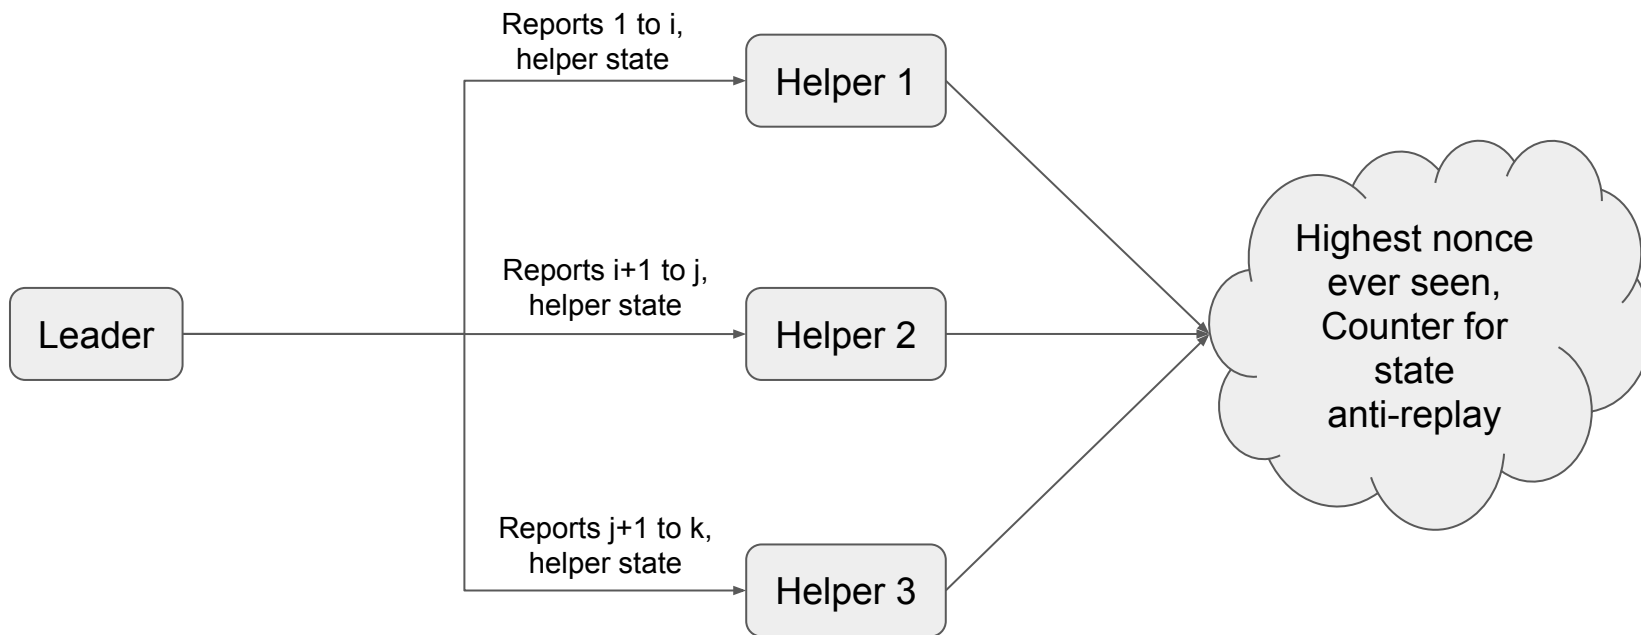 Reports 1 to i,
helper state
Helper 1
Reports i+1 to j,
helper state
Leader
Helper 2
Highest nonce
ever seen,
Counter for
state
anti-replay
Reports j+1 to k,
helper state
Helper 3